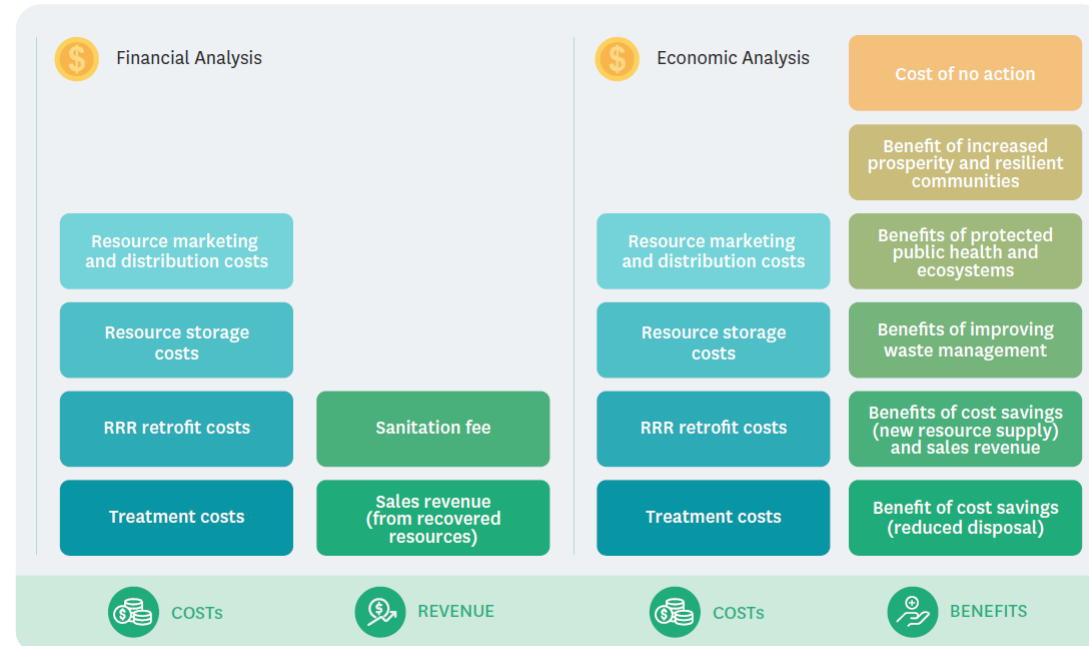 Financial Analysis
Resource marketing
and distribution costs
Resource storage
costs
RRR retrofit costs
Treatment costs
Sanitation fee
Sales revenue
(from recovered
resources)
COSTs
REVENUE
Economic Analysis
Resource marketing
and distribution costs
Resource storage
costs
RRR retrofit costs
Treatment costs
Cost of no action
Benefit of increased
prosperity and resilient
communities
Benefits of protected
public health and
ecosystems
Benefits of improving
waste management
Benefits of cost savings
(new resource supply)
and sales revenue
Benefit of cost savings
(reduced disposal)
COSTs
BENEFITS